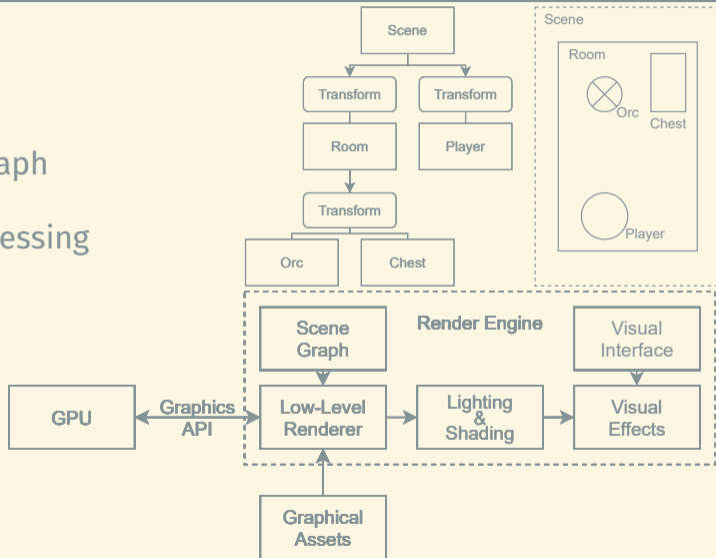 Scene
Transform
Transform
Room
Player
Transform
Orc
Chest
Scene
Room
Orc
Chest
Player
aph
essing
Render Engine
Scene
Graph
Visual
Interface
GPU
Graphics
API
Low-Level
Renderer
Lighting
&
Shading
Visual
Effects
Graphical
Assets